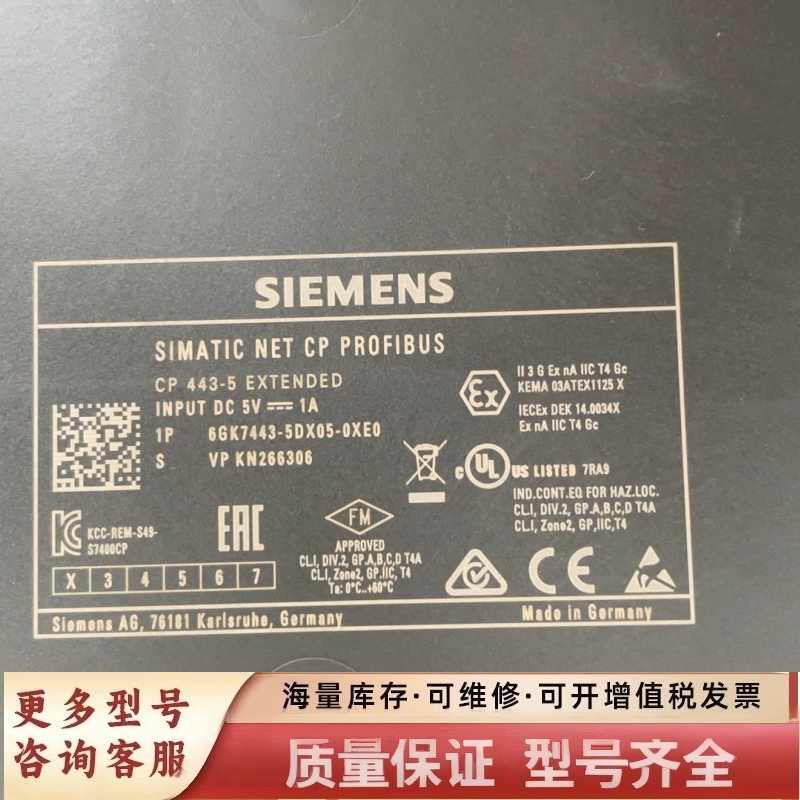 SIEMENS
SIMATIC NET CP PROFIBUS
CP 443-5 EXTENDED
INPUT DC 5V 1A
1P 6GK7443-5DX05-0XE0
S VP KN266306
Ex
II 3 G Ex nA IIC T4 Gc
KEMA 03ATEX1125 X
IECEx DEK 14.0034X
Ex nA IIC T4 Gc
c UL US LISTED 7RA9
IND.CONT.EQ FOR HAZ.LOC.
CL.I, DIV.2, GP.A,B,C,D T4A
CL.I, Zone2, GP.IIC,T4
KCC-REM-S49-
S7400CP
EAC
FM
APPROVED
CL.I, DIV.2, GP.A,B,C,D T4A
CL.I, Zone2, GP.IIC, T4
Ta: 0°C..+60°C
X 3 4 5 6 7
CE
Siemens AG, 76181 Karlsruhe, Germany
Made in Germany
更多型号
咨询客服
海量库存·可维修·可开增值税发票
质量保证 型号齐全